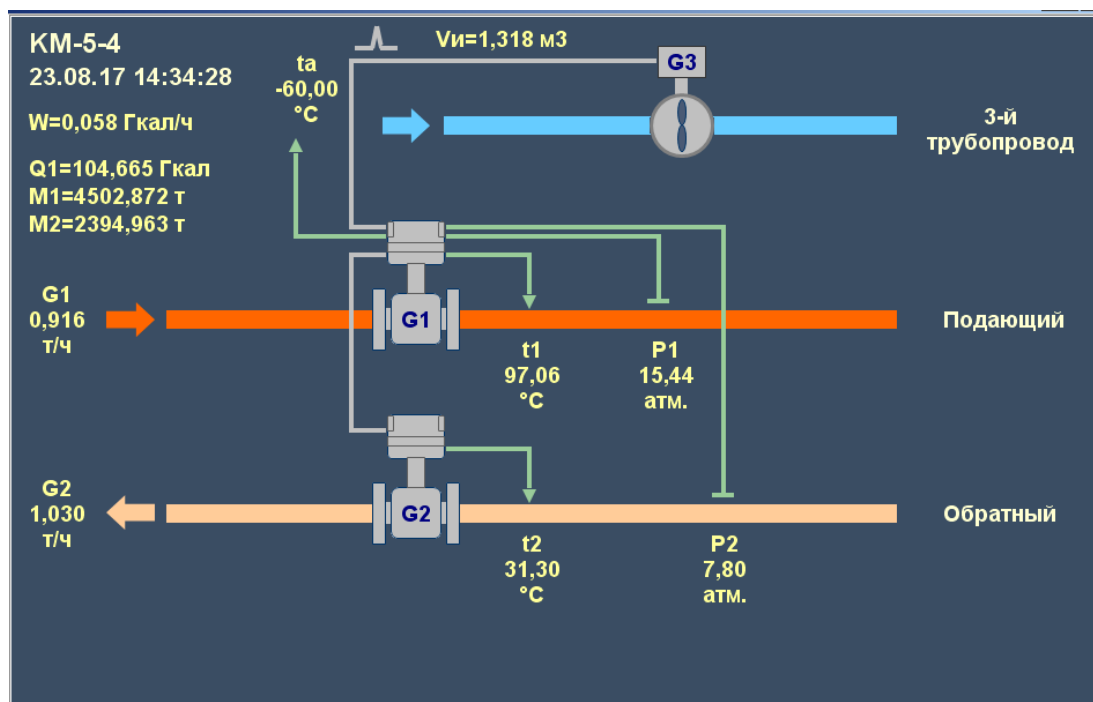 KM-5-4
23.08.17 14:34:28
W=0,058 Гкал/ч
Q1=104,665 Гкал
M1=4502,872 т
M2=2394,963 т
ta
-60,00
°C
Vи=1,318 м3
G3
3-й
трубопровод
G1
0,916
т/ч
G1
t1
97,06
°C
P1
15,44
атм.
Подающий
G2
1,030
т/ч
G2
t2
31,30
°C
P2
7,80
атм.
Обратный